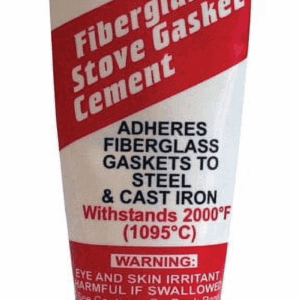 Stove Gasket
Cement
ADHERES
FIBERGLASS
GASKETS TO
STEEL
& CAST IRON
Withstands 2000°F
(1095°C)
WARNING:
EYE AND SKIN IRRITANT
HARMFUL IF SWALLOWED